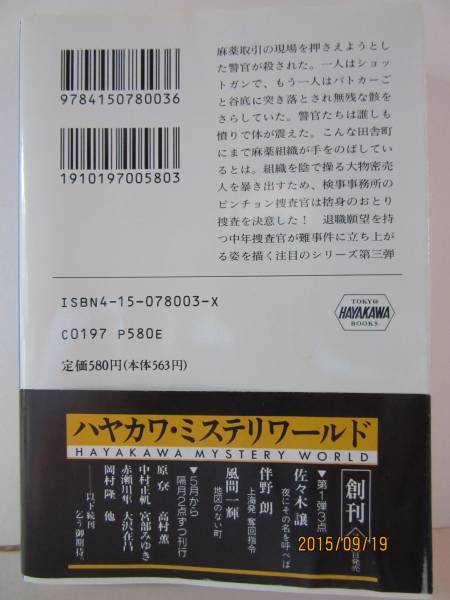 9784150780036
1910197005803
麻薬取引の現場を押さえようとし
た警官が殺された。一人はショッ
トガンで、もう一人はパトカーご
と谷底に突き落とされ無残な骸を
さらしていた。警官たちは誰しも
憤りで体が震えた。こんな田舎町
にまで麻薬組織が手をのばしてい
るとは。組織を陰で操る大物密売
人を暴き出すため、検事事務所の
ピンチョン捜査官は捨身のおとり
捜査を決意した! 退職願望を持
つ中年捜査官が難事件に立ち上が
る姿を描く注目のシリーズ第三弾
ISBN4-15-078003-X
C0197 P580E
定価580円(本体563円)
TOKYO
HAYAKAWA
BOOKS
ハヤカワ・ミステリワールド
HAYAKAWA MYSTERY WORLD
創刊
日発売
▼第1弾3点
佐々木譲
夜にその名を呼べば
伴野朗
上海発奪回指令
風間一輝
地図のない町
▼5月から
隔月2点ずつ刊行
原尞 高村薫
中村正軌 宮部みゆき
赤瀬川隼 大沢在昌
岡村隆 他
―以下続刊
乞う御期待。
2015/09/19